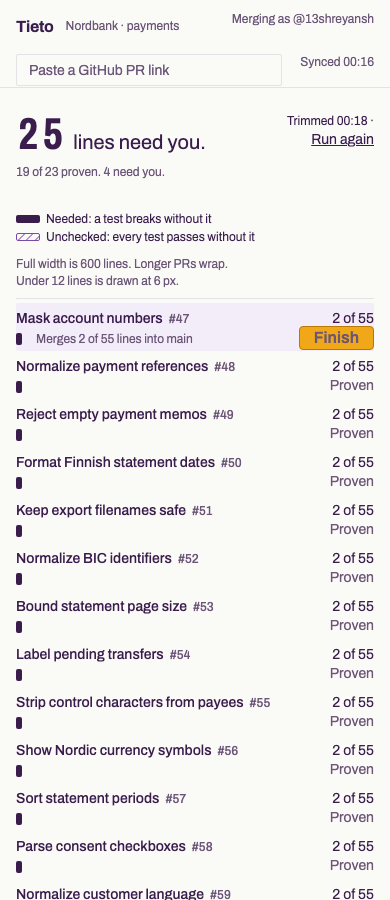 Tieto Nordbank · payments Merging as @13shreyansh
Paste a GitHub PR link Synced 00:16
25 lines need you. Trimmed 00:18 ·
Run again
19 of 23 proven. 4 need you.
Needed: a test breaks without it
Unchecked: every test passes without it
Full width is 600 lines. Longer PRs wrap.
Under 12 lines is drawn at 6 px.
Mask account numbers #47 2 of 55
Merges 2 of 55 lines into main Finish
Normalize payment references #48 2 of 55
Proven
Reject empty payment memos #49 2 of 55
Proven
Format Finnish statement dates #50 2 of 55
Proven
Keep export filenames safe #51 2 of 55
Proven
Normalize BIC identifiers #52 2 of 55
Proven
Bound statement page size #53 2 of 55
Proven
Label pending transfers #54 2 of 55
Proven
Strip control characters from payees #55 2 of 55
Proven
Show Nordic currency symbols #56 2 of 55
Proven
Sort statement periods #57 2 of 55
Proven
Parse consent checkboxes #58 2 of 55
Proven
Normalize customer language #59 2 of 55